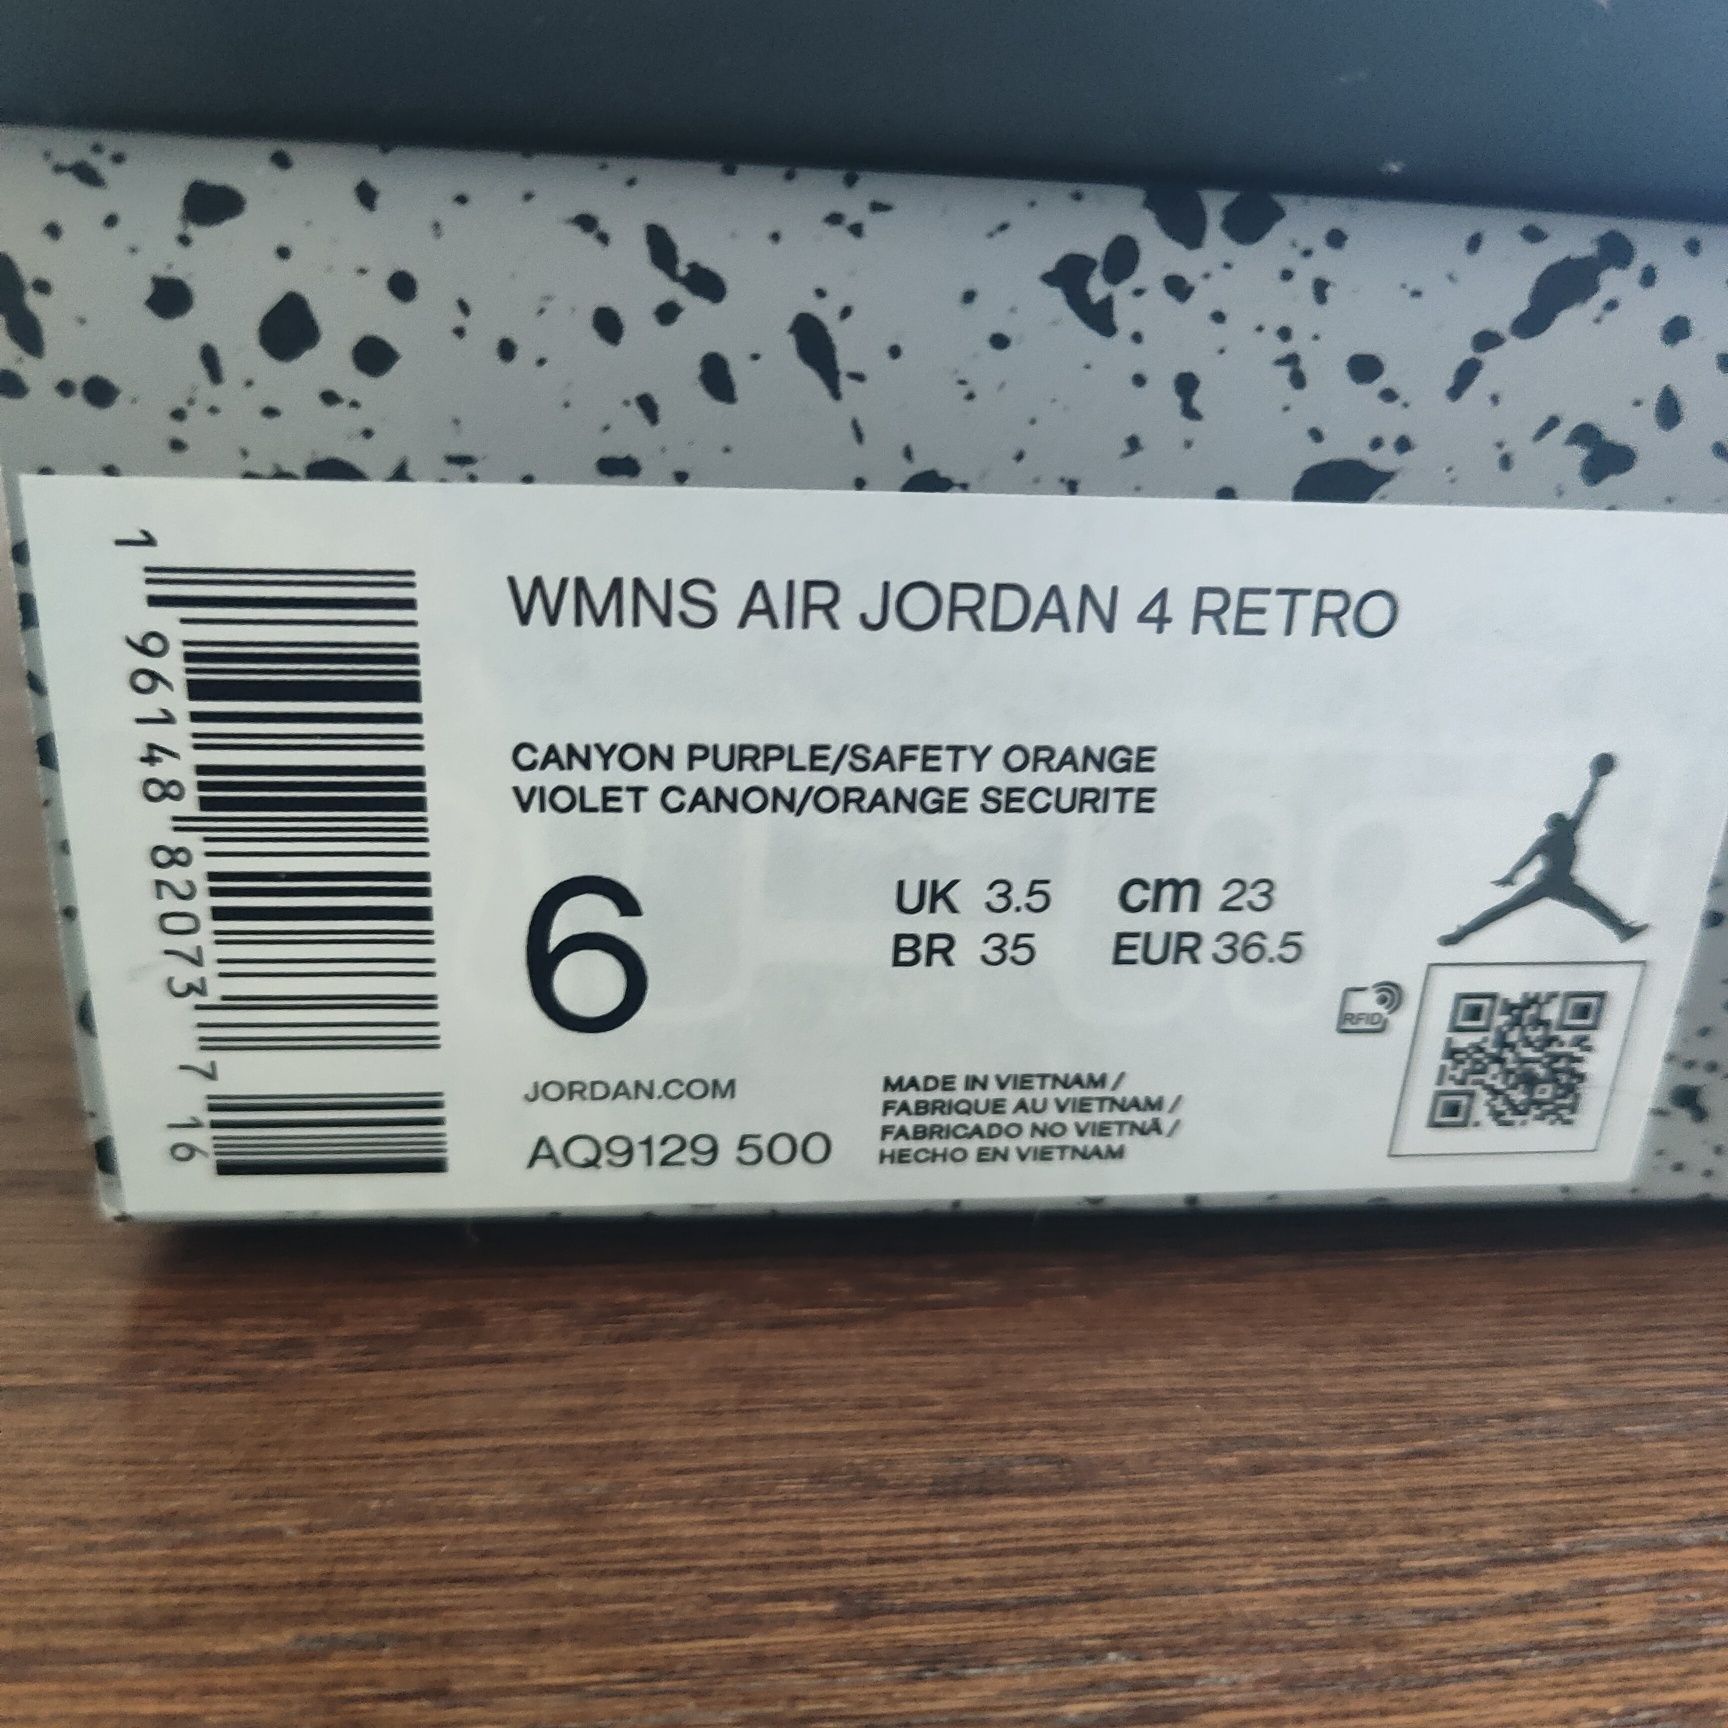 1 96148 82073 7 16
WMNS AIR JORDAN 4 RETRO
CANYON PURPLE/SAFETY ORANGE
VIOLET CANON/ORANGE SECURITE
6
UK 3.5 cm 23
BR 35 EUR 36.5
RFID
JORDAN.COM
AQ9129 500
MADE IN VIETNAM /
FABRIQUE AU VIETNAM /
FABRICADO NO VIETNÃ /
HECHO EN VIETNAM